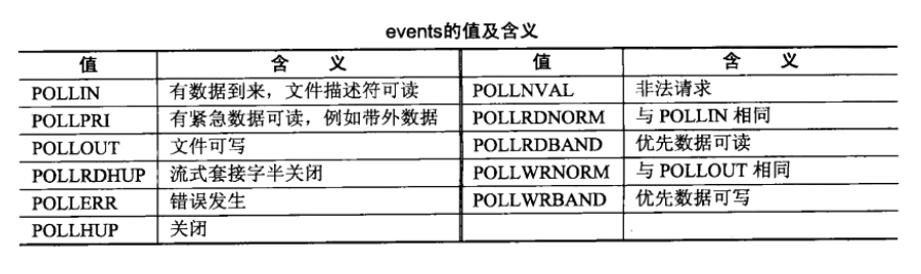 events的值及含义
值 含 义 值 含 义
POLLIN 有数据到来，文件描述符可读 POLLNVAL 非法请求
POLLPRI 有紧急数据可读，例如带外数据 POLLRDNORM 与 POLLIN 相同
POLLOUT 文件可写 POLLRDBAND 优先数据可读
POLLRDHUP 流式套接字半关闭 POLLWRNORM 与 POLLOUT 相同
POLLERR 错误发生 POLLWRBAND 优先数据可写
POLLHUP 关闭